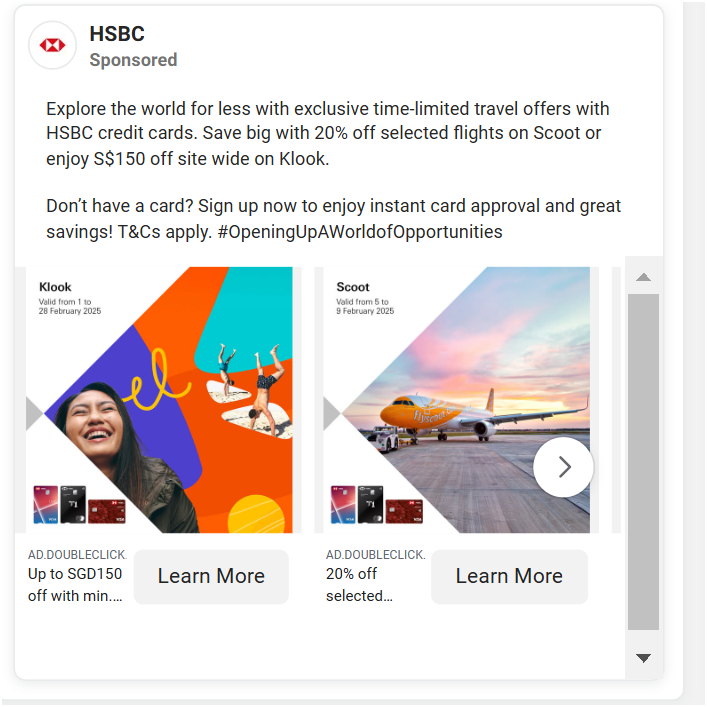 HSBC
Sponsored
Explore the world for less with exclusive time-limited travel offers with
HSBC credit cards. Save big with 20% off selected flights on Scoot or
enjoy S$150 off site wide on Klook.
Don’t have a card? Sign up now to enjoy instant card approval and great
savings! T&Cs apply. #OpeningUpAWorldofOpportunities
Klook
Valid from 1 to
28 February 2025
Scoot
Valid from 5 to
9 February 2025
AD.DOUBLECLICK.
Up to SGD150
off with min.…
Learn More
AD.DOUBLECLICK.
20% off
selected…
Learn More